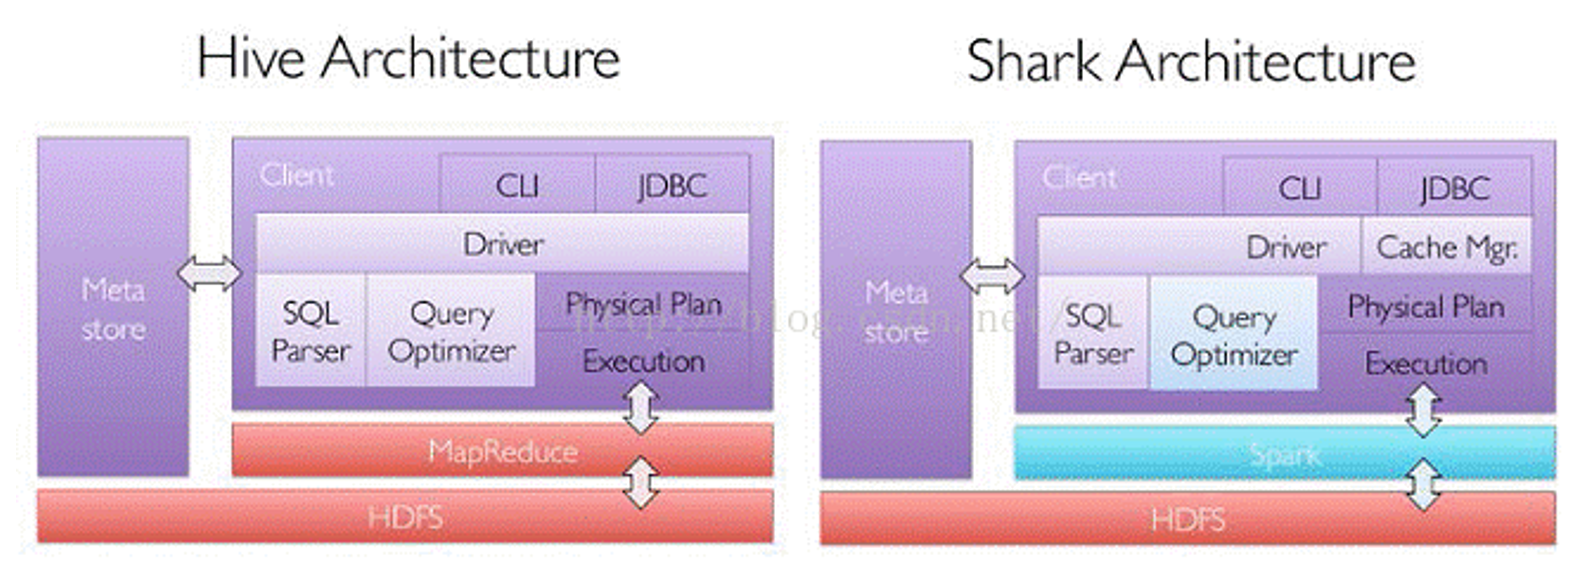 Hive Architecture
Client
CLI
JDBC
Driver
Meta
store
SQL
Parser
Query
Optimizer
Physical Plan
Execution
MapReduce
HDFS
Shark Architecture
Client
CLI
JDBC
Driver
Cache Mgr.
Meta
store
SQL
Parser
Query
Optimizer
Physical Plan
Execution
Spark
HDFS
http://blog.csdn.net/